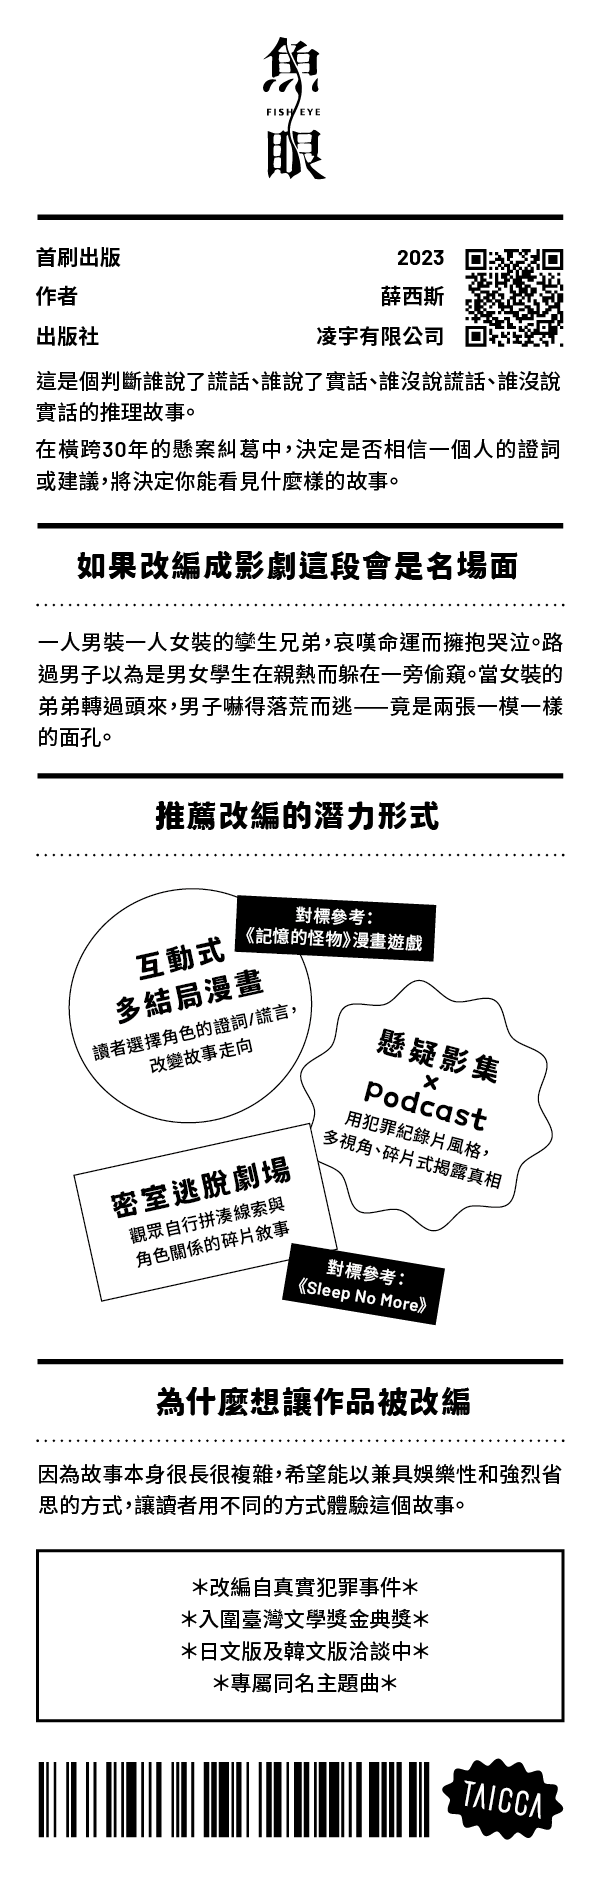 魚
FISH EYE
眼
首刷出版 2023
作者 薛西斯
出版社 凌宇有限公司
這是個判斷誰說了謊話、誰說了實話、誰沒說謊話、誰沒說
實話的推理故事。
在橫跨30年的懸案糾葛中，決定是否相信一個人的證詞
或建議，將決定你能看見什麼樣的故事。
如果改編成影劇這段會是名場面
一人男裝一人女裝的孿生兄弟，哀嘆命運而擁抱哭泣。路
過男子以為是男女學生在親熱而躲在一旁偷窺。當女裝的
弟弟轉過頭來，男子嚇得落荒而逃——竟是兩張一模一樣
的面孔。
推薦改編的潛力形式
對標參考：
《記憶的怪物》漫畫遊戲
互動式
多結局漫畫
讀者選擇角色的證詞/謊言，
改變故事走向
懸疑影集
×
podcast
用犯罪紀錄片風格，
多視角、碎片式揭露真相
密室逃脫劇場
觀眾自行拼湊線索與
角色關係的碎片敘事
對標參考：
《Sleep No More》
為什麼想讓作品被改編
因為故事本身很長很複雜，希望能以兼具娛樂性和強烈省
思的方式，讓讀者用不同的方式體驗這個故事。
＊改編自真實犯罪事件＊
＊入圍臺灣文學獎金典獎＊
＊日文版及韓文版洽談中＊
＊專屬同名主題曲＊
TAICCA